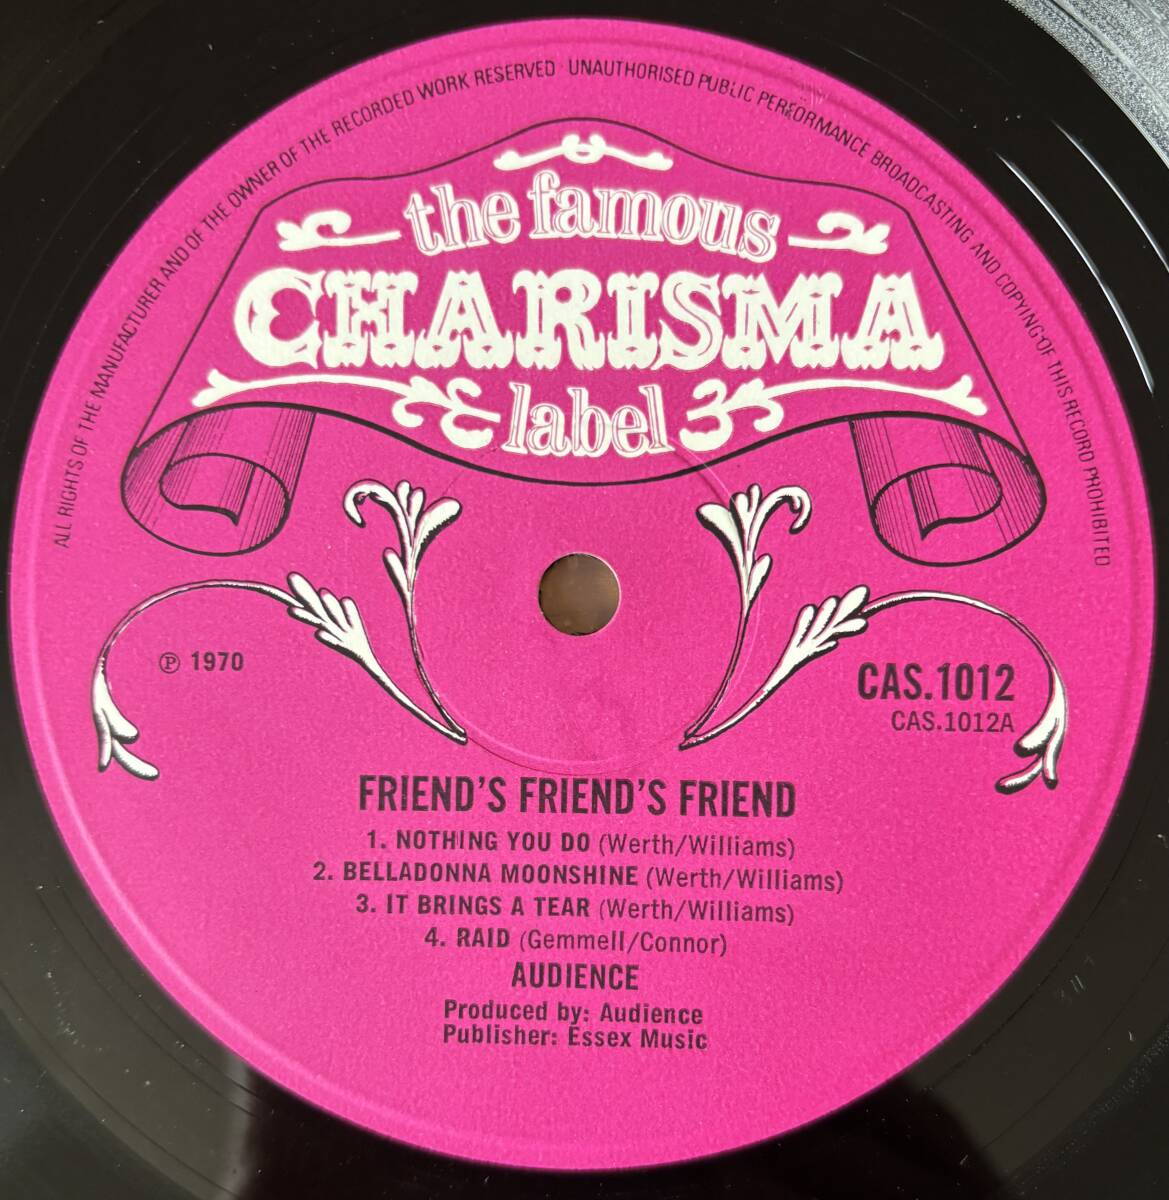 ALL RIGHTS OF THE MANUFACTURER AND OF THE OWNER OF THE RECORDED WORK RESERVED · UNAUTHORISED PUBLIC PERFORMANCE BROADCASTING AND COPYING OF THIS RECORD PROHIBITED
the famous
CHARISMA
label
℗ 1970
CAS.1012
CAS.1012A
FRIEND'S FRIEND'S FRIEND
1. NOTHING YOU DO (Werth/Williams)
2. BELLADONNA MOONSHINE (Werth/Williams)
3. IT BRINGS A TEAR (Werth/Williams)
4. RAID (Gemmell/Connor)
AUDIENCE
Produced by: Audience
Publisher: Essex Music